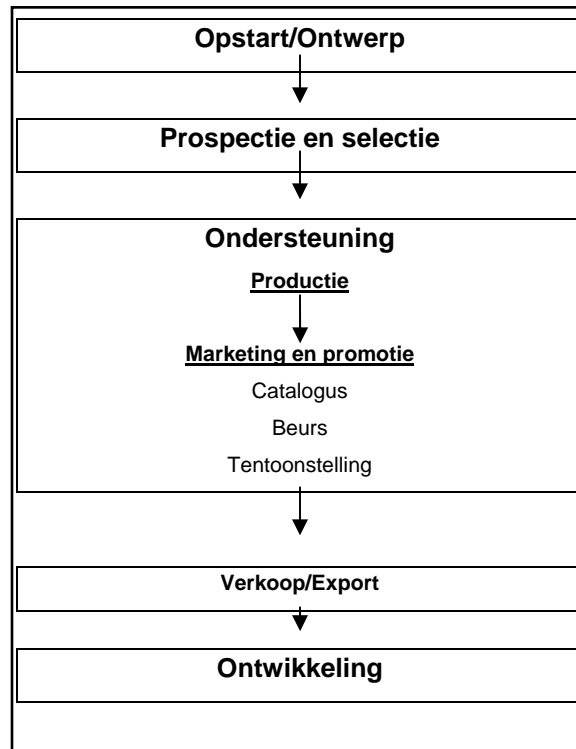 Opstart/Ontwerp
Prospectie en selectie
Ondersteuning
Productie
Marketing en promotie
Catalogus
Beurs
Tentoonstelling
Verkoop/Export
Ontwikkeling